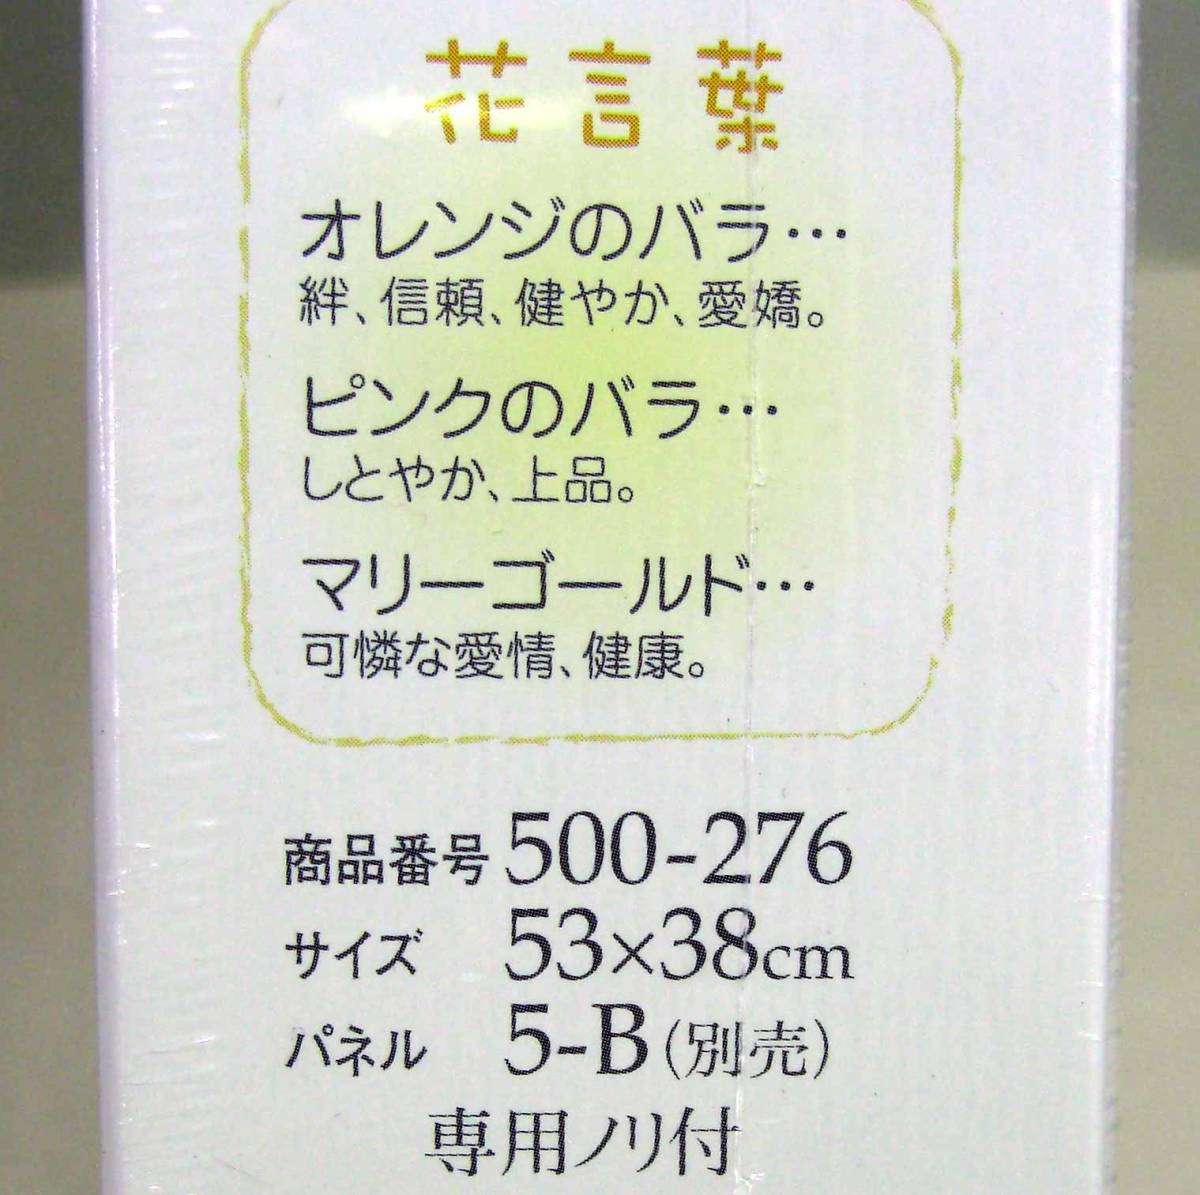 花言葉
オレンジのバラ…
絆、信頼、健やか、愛嬌。
ピンクのバラ…
しとやか、上品。
マリーゴールド…
可憐な愛情、健康。
商品番号 500-276
サイズ 53×38cm
パネル 5-B(別売)
専用ノリ付